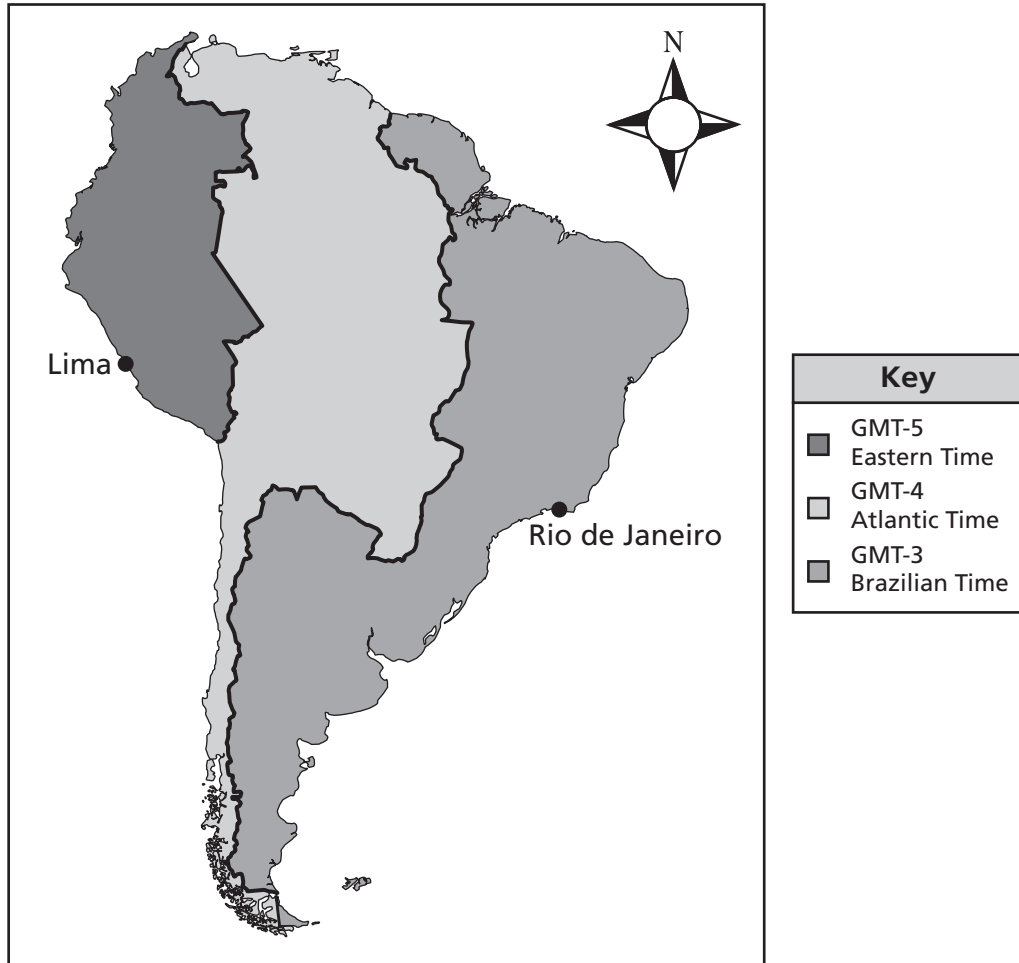 N
Lima
Rio de Janeiro
Key
GMT-5
Eastern Time
GMT-4
Atlantic Time
GMT-3
Brazilian Time